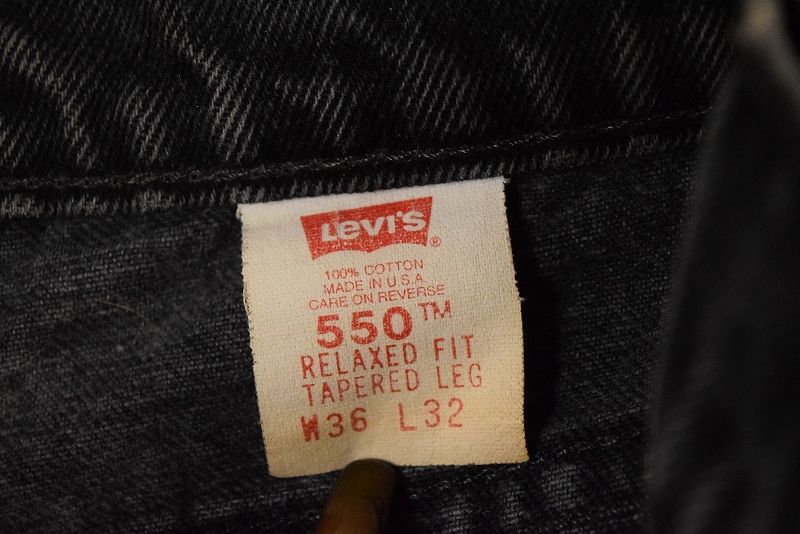 Levi's®
100% COTTON
MADE IN U.S.A.
CARE ON REVERSE
550™
RELAXED FIT
TAPERED LEG
W36 L32